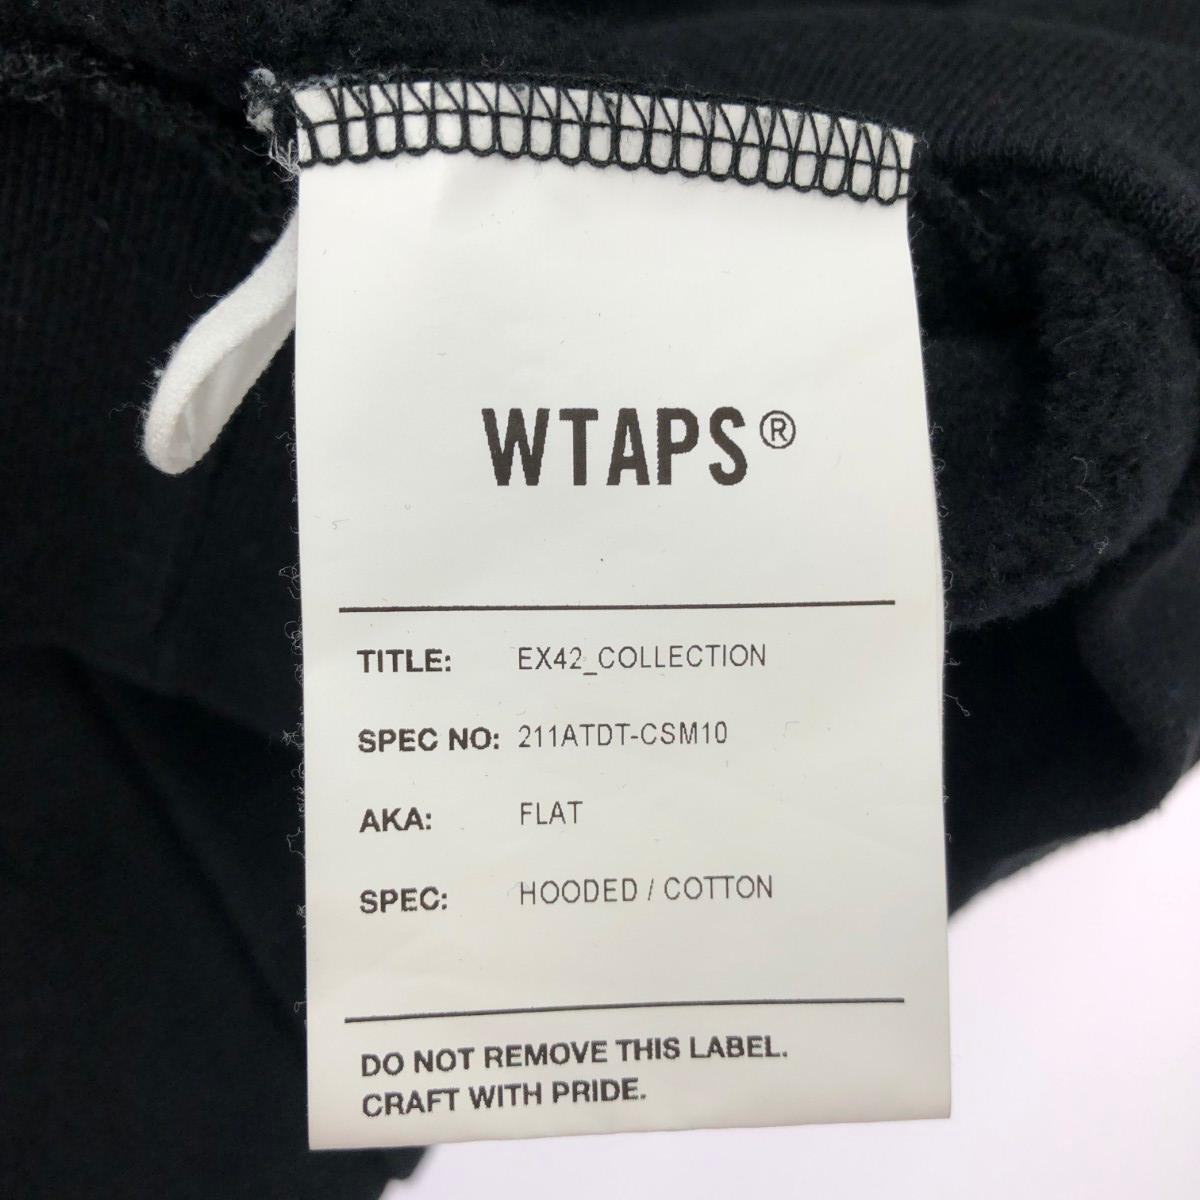 WTAPS®
TITLE: EX42_COLLECTION
SPEC NO: 211ATDT-CSM10
AKA: FLAT
SPEC: HOODED / COTTON
DO NOT REMOVE THIS LABEL.
CRAFT WITH PRIDE.